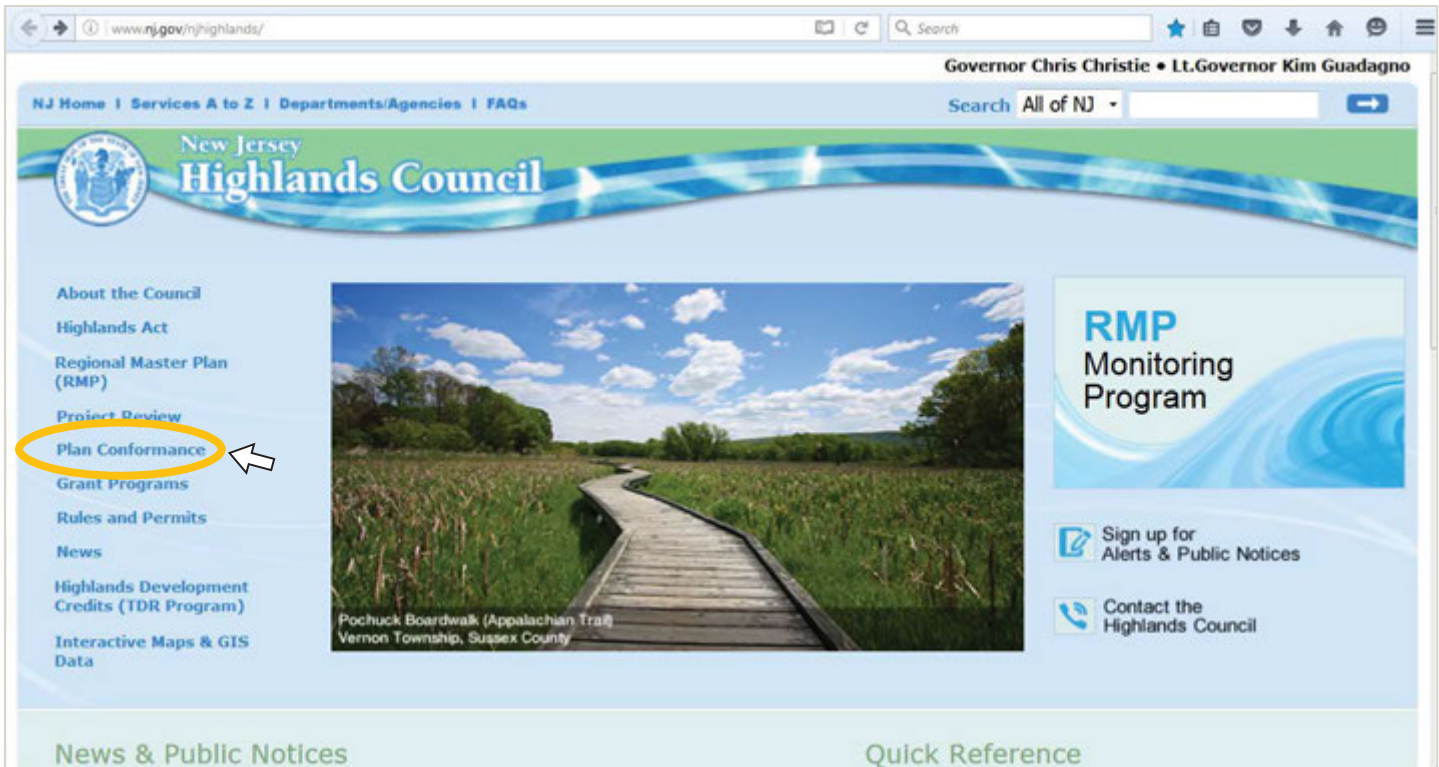 www.nj.gov/njhighlands/
Search
Governor Chris Christie • Lt.Governor Kim Guadagno
NJ Home I Services A to Z I Departments/Agencies I FAQs
Search All of NJ
New Jersey
Highlands Council
About the Council
Highlands Act
Regional Master Plan
(RMP)
Project Review
Plan Conformance
Grant Programs
Rules and Permits
News
Highlands Development
Credits (TDR Program)
Interactive Maps & GIS
Data
Pochuck Boardwalk (Appalachian Trail)
Vernon Township, Sussex County
RMP
Monitoring
Program
Sign up for
Alerts & Public Notices
Contact the
Highlands Council
News & Public Notices
Quick Reference